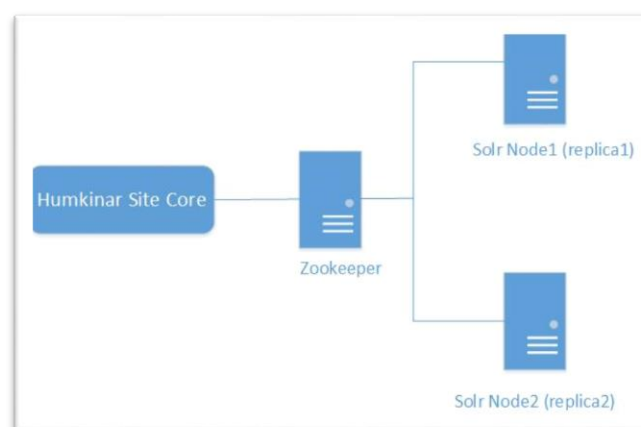 Humkinar Site Core
Zookeeper
Solr Node1 (replica1)
Solr Node2 (replica2)